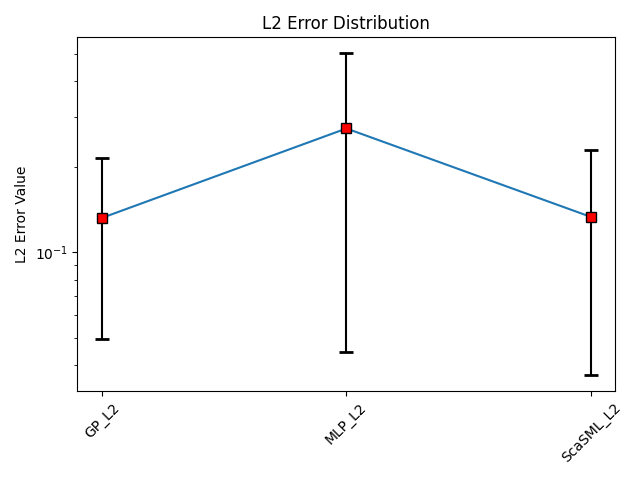 L2 Error Distribution
L2 Error Value
10⁻¹
GP_L2
MLP_L2
ScaSML_L2